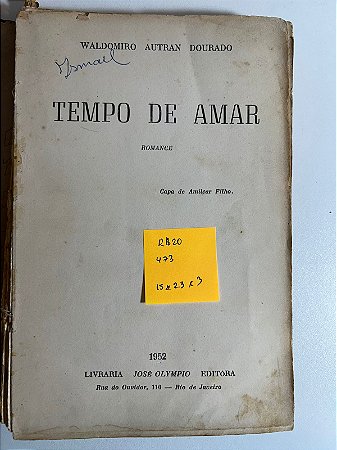 WALDOMIRO AUTRAN DOURADO
Ismael
TEMPO DE AMAR
ROMANCE
Capa de Amilcar Filho.
473
15 x 23 x 3
1952
LIVRARIA JOSÉ OLYMPIO EDITORA
Rua do Ouvidor, 110 — Rio de Janeiro